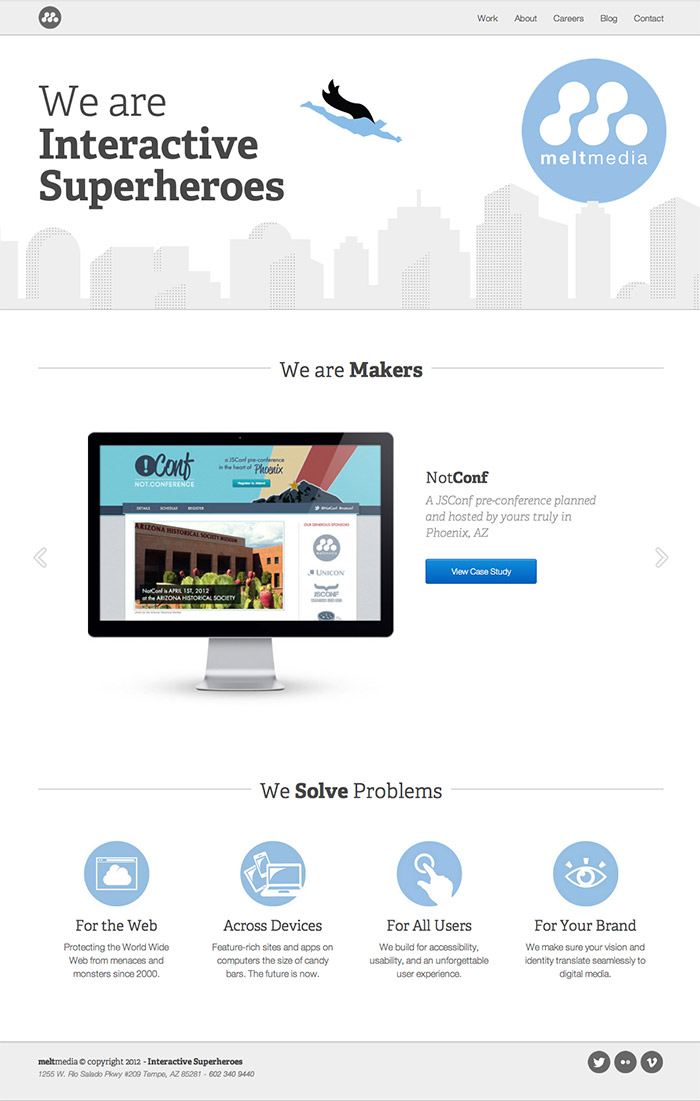 Work About Careers Blog Contact
We are
Interactive
Superheroes
meltmedia
We are Makers
!Conf
NOT.CONFERENCE
a JSConf pre-conference
in the heart of Phoenix
Register to Attend
DETAILS SCHEDULE REGISTER
ARIZONA HISTORICAL SOCIETY MUSEUM
NotConf is APRIL 1ST, 2012
at the ARIZONA HISTORICAL SOCIETY
OUR GENEROUS SPONSORS
meltmedia
UNICON
JSCONF
NotConf
A JSConf pre-conference planned
and hosted by yours truly in
Phoenix, AZ
View Case Study
We Solve Problems
For the Web
Protecting the World Wide
Web from menaces and
monsters since 2000.
Across Devices
Feature-rich sites and apps on
computers the size of candy
bars. The future is now.
For All Users
We build for accessibility,
usability, and an unforgettable
user experience.
For Your Brand
We make sure your vision and
identity translate seamlessly to
digital media.
meltmedia © copyright 2012 - Interactive Superheroes
1255 W. Rio Salado Pkwy #209 Tempe, AZ 85281 - 602 340 9440